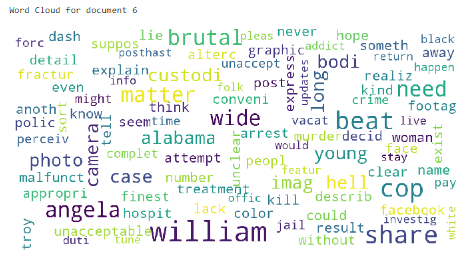 Word Cloud for document 6
forc dash lie brutal pleas never hope black
suppos alterc graphic addict someth away
detail explain posthast unaccept express bodi return
fractur info custodi updates long realiz happen
even might matter folk post kind need
anoth sort know think conveni crime footag
polic tell camera seem time wide vacat beat live
perceiv alabama arrest murder decid woman exist
photo complet attempt unclear peopl young face stay
malfunct case number would clear name
appropri treatment imag featur hell cop pay
finest offic kill describ
angela hospit lack color could facebook white
troy unacceptable william jail result investig
duti tune without share